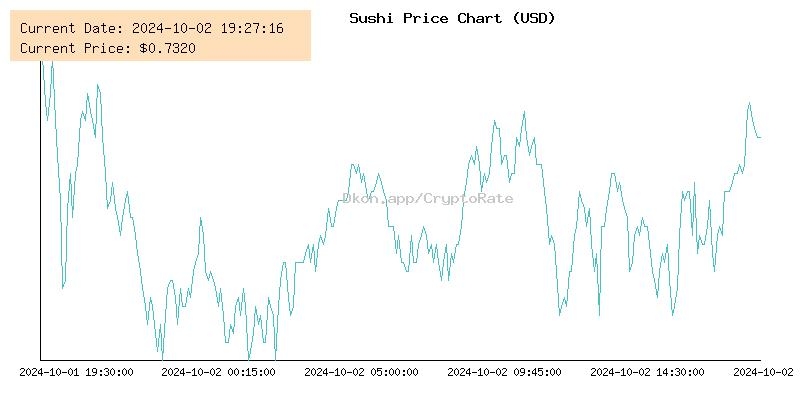 Sushi Price Chart (USD)
Current Date: 2024-10-02 19:27:16
Current Price: $0.7320
Dkon.app/CryptoRate
2024-10-01 19:30:00 2024-10-02 00:15:00 2024-10-02 05:00:00 2024-10-02 09:45:00 2024-10-02 14:30:00 2024-10-02